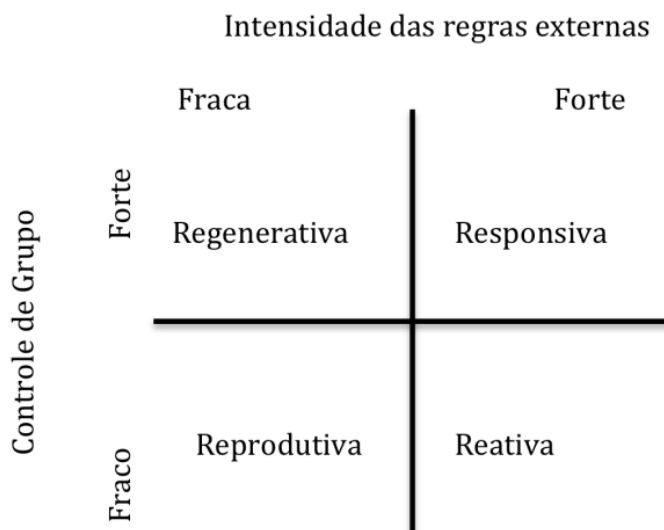 Intensidade das regras externas
Fraca
Forte
Controle de Grupo
Forte
Regenerativa
Responsiva
Fraco
Reprodutiva
Reativa